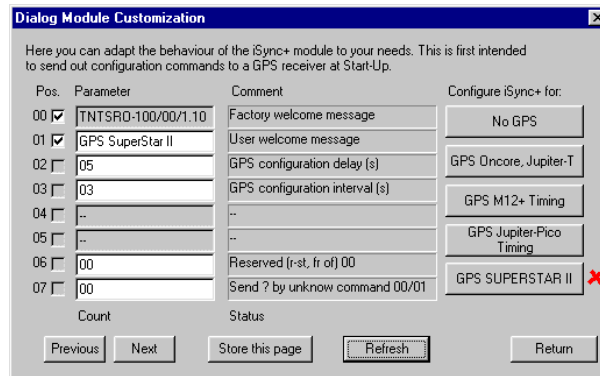 Dialog Module Customization
Here you can adapt the behaviour of the iSync+ module to your needs. This is first intended
to send out configuration commands to a GPS receiver at Start-Up.
Pos. Parameter Comment Configure iSync+ for:
00 TNTSRO-100/00/1.10 Factory welcome message No GPS
01 GPS SuperStar II User welcome message
02 05 GPS configuration delay (s) GPS Oncore, Jupiter-T
03 03 GPS configuration interval (s)
04 -- -- GPS M12+ Timing
05 -- -- GPS Jupiter-Pico
Timing
06 00 Reserved (r-st, fr of) 00 GPS SUPERSTAR II
07 00 Send ? by unknow command 00/01
Count Status
Previous Next Store this page Refresh Return